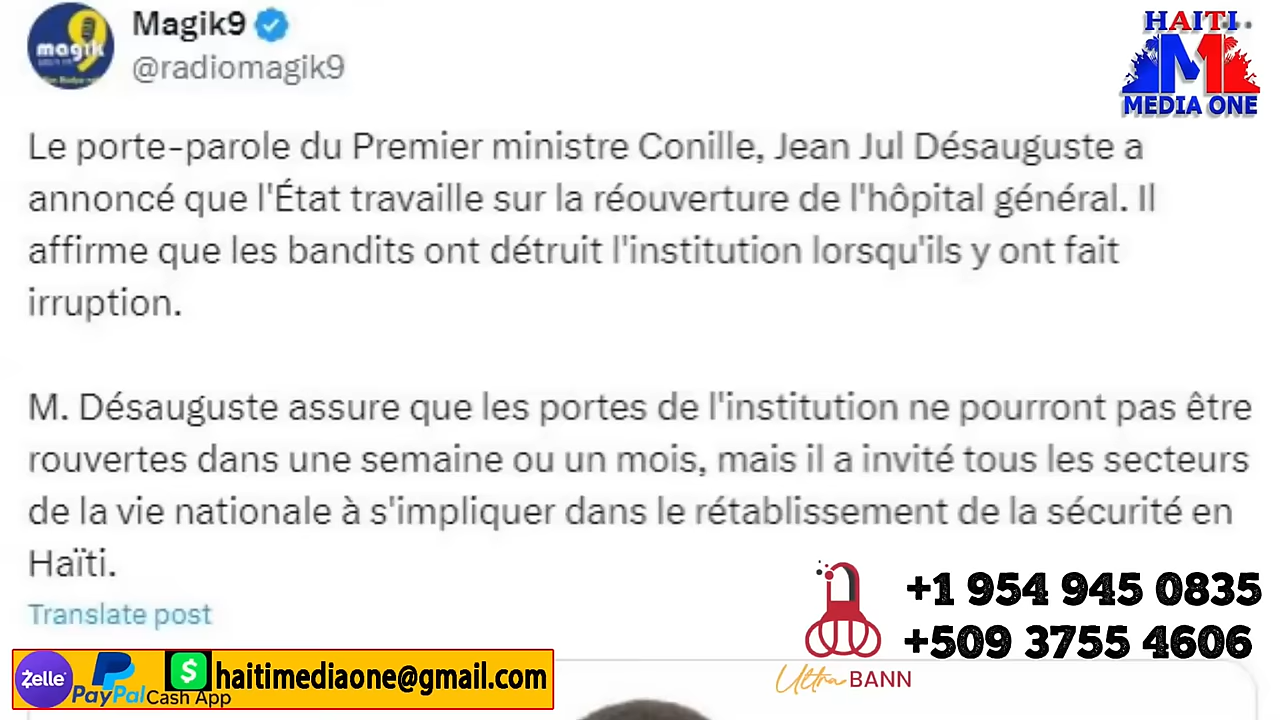 Magik9
@radiomagik9
HAITI
M
MEDIA ONE
magik
9
Le porte-parole du Premier ministre Conille, Jean Jul Désauguste a
annoncé que l'État travaille sur la réouverture de l'hôpital général. Il
affirme que les bandits ont détruit l'institution lorsqu'ils y ont fait
irruption.
M. Désauguste assure que les portes de l'institution ne pourront pas être
rouvertes dans une semaine ou un mois, mais il a invité tous les secteurs
de la vie nationale à s'impliquer dans le rétablissement de la sécurité en
Haïti.
Translate post
+1 954 945 0835
+509 3755 4606
Ultra BANN
Zelle
PayPal
$
Cash App
haitimediaone@gmail.com